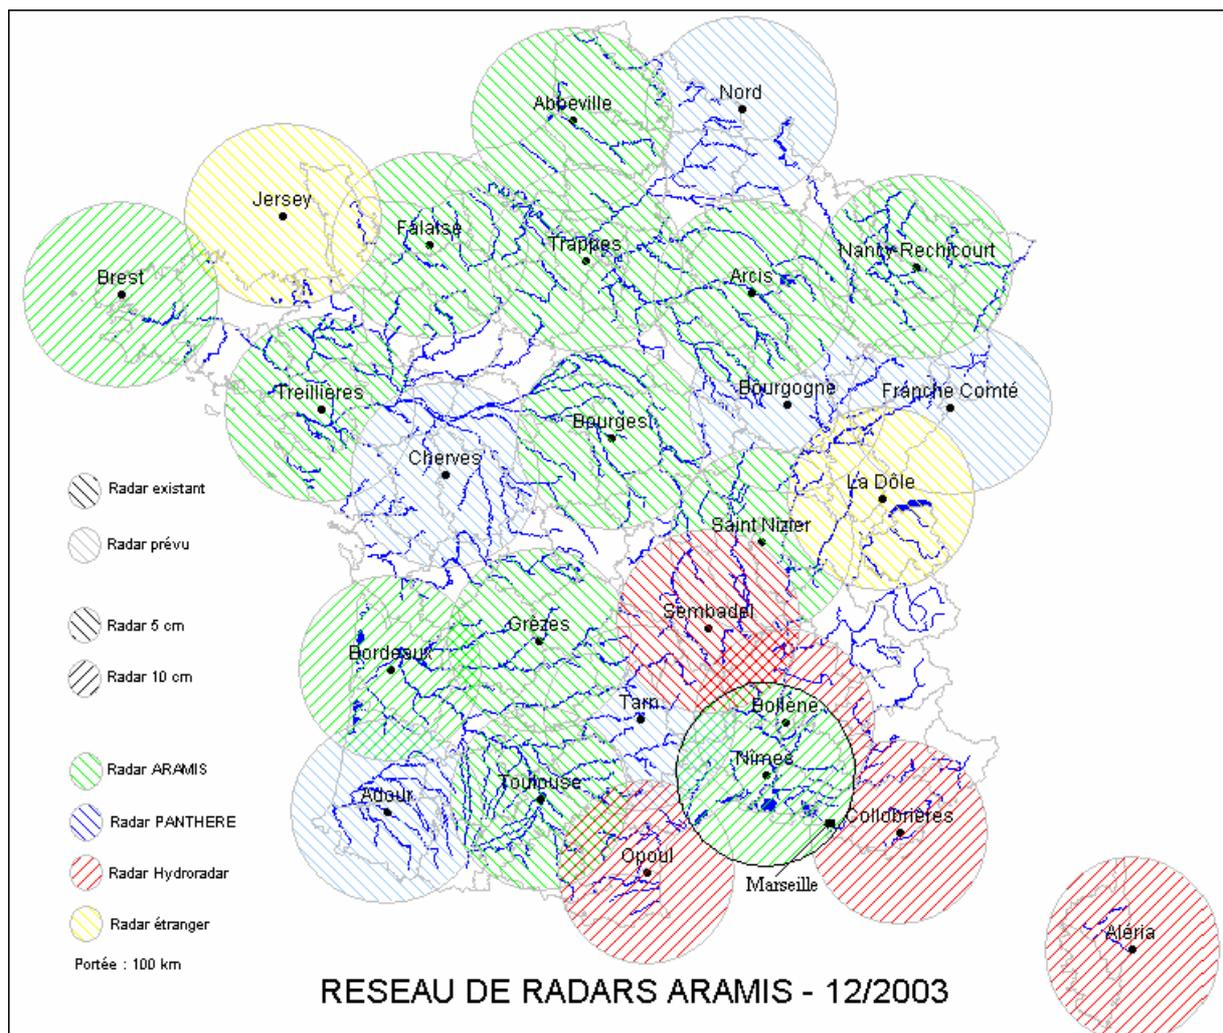 Abbeville
Nord
Jersey
Falaise
Trappes
Nancy-Rechicourt
Brest
Arcis
Treillières
Bourgogne
Franche Comté
Bourges
Cherves
La Dôle
Radar existant
Radar prévu
Saint Nizier
Radar 5 cm
Grèzes
Sembadel
Bordeaux
Radar 10 cm
Tarn
Bollène
Radar ARAMIS
Toulouse
Nîmes
Adour
Radar PANTHERE
Collobrières
Opoul
Radar Hydroradar
Marseille
Radar étranger
Aléria
Portée : 100 km
RESEAU DE RADARS ARAMIS - 12/2003